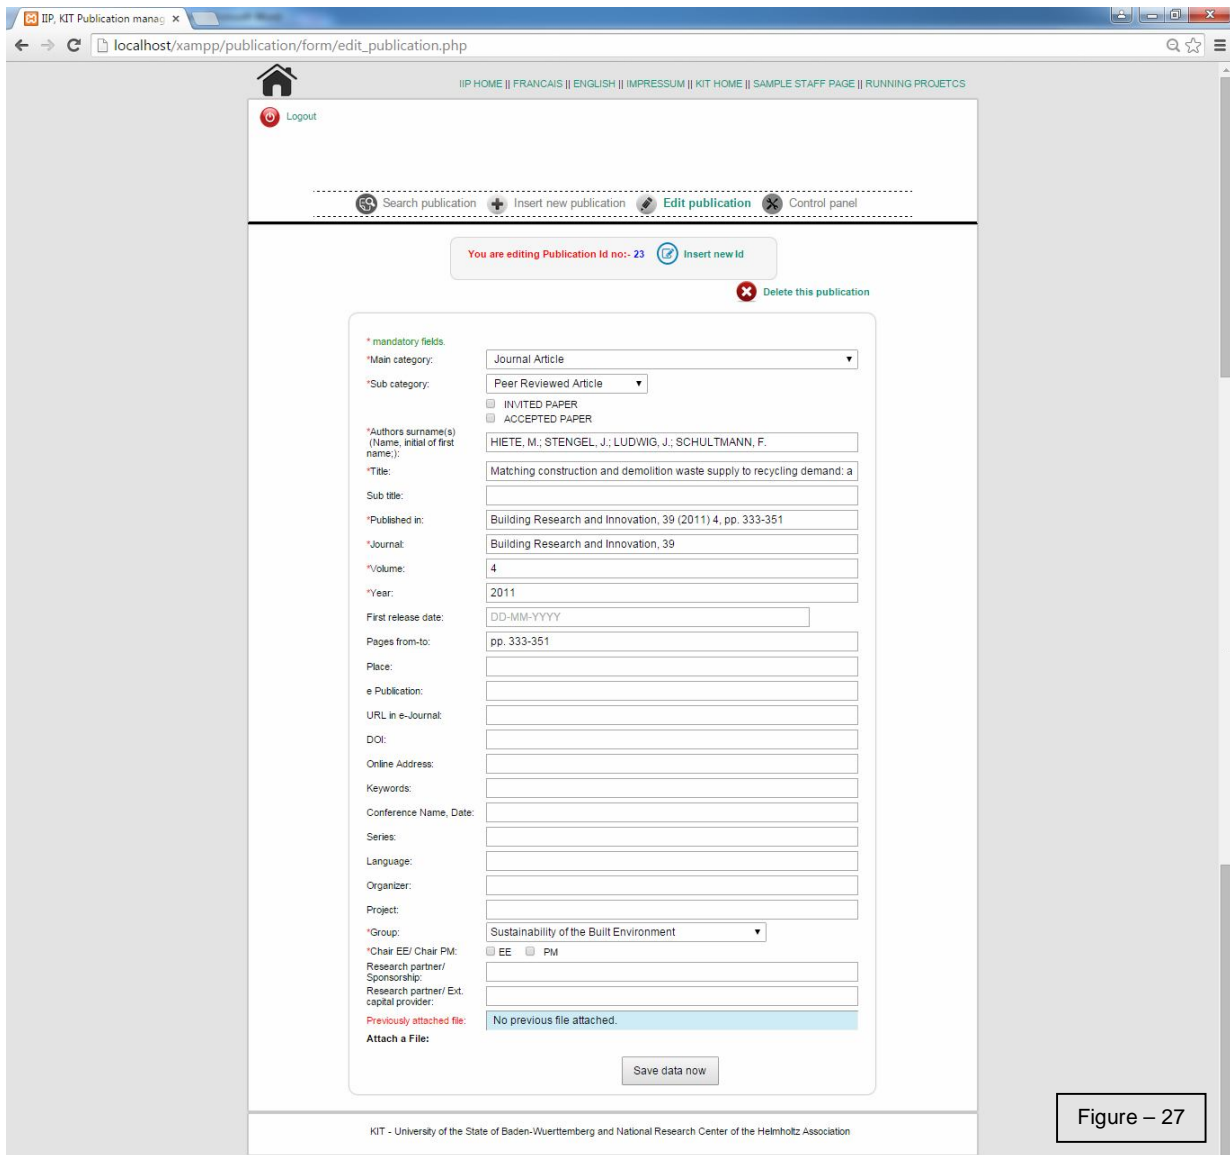 IIP, KIT Publication manag
localhost/xampp/publication/form/edit_publication.php
IIP HOME || FRANCAIS || ENGLISH || IMPRESSUM || KIT HOME || SAMPLE STAFF PAGE || RUNNING PROJETCS
Logout
Search publication Insert new publication Edit publication Control panel
You are editing Publication Id no:- 23 Insert new Id
Delete this publication
* mandatory fields.
*Main category: Journal Article
*Sub category: Peer Reviewed Article
INVITED PAPER
ACCEPTED PAPER
*Authors surname(s)
(Name, initial of first
name;): HIETE, M.; STENGEL, J.; LUDWIG, J.; SCHULTMANN, F.
*Title: Matching construction and demolition waste supply to recycling demand: a
Sub title:
*Published in: Building Research and Innovation, 39 (2011) 4, pp. 333-351
*Journal: Building Research and Innovation, 39
*Volume: 4
*Year: 2011
First release date: DD-MM-YYYY
Pages from-to: pp. 333-351
Place:
e Publication:
URL in e-Journal:
DOI:
Online Address:
Keywords:
Conference Name, Date:
Series:
Language:
Organizer:
Project:
*Group: Sustainability of the Built Environment
*Chair EE/ Chair PM: EE PM
Research partner/
Sponsorship:
Research partner/ Ext.
capital provider:
Previously attached file: No previous file attached.
Attach a File:
Save data now
KIT - University of the State of Baden-Wuerttemberg and National Research Center of the Helmholtz Association
Figure – 27